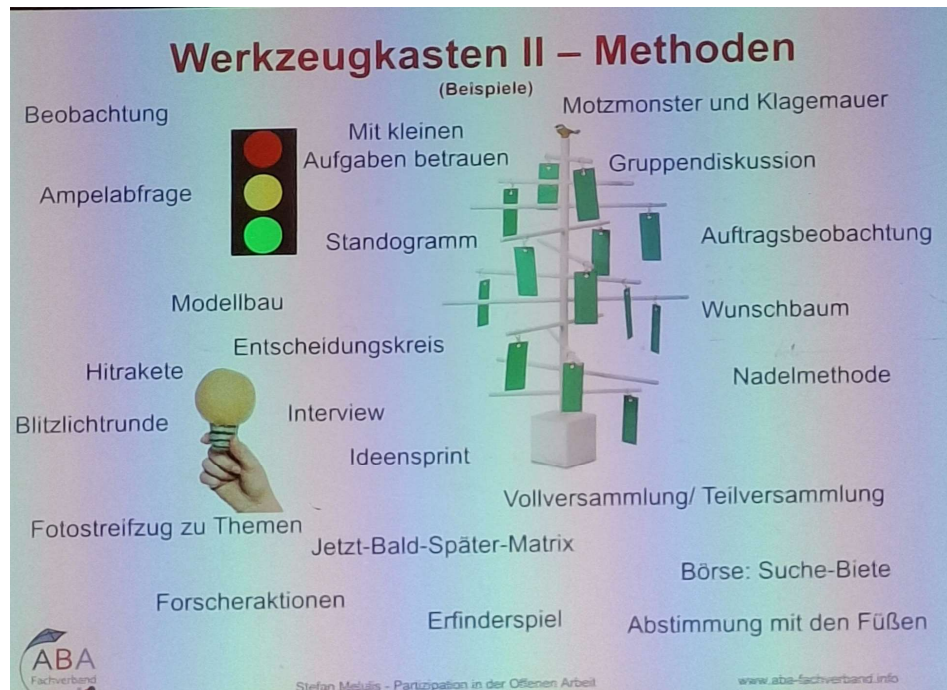 Werkzeugkasten II – Methoden
(Beispiele)
Beobachtung
Motzmonster und Klagemauer
Mit kleinen
Aufgaben betrauen
Gruppendiskussion
Ampelabfrage
Standogramm
Auftragsbeobachtung
Modellbau
Wunschbaum
Entscheidungskreis
Hitrakete
Nadelmethode
Blitzlichtrunde
Interview
Ideensprint
Vollversammlung/ Teilversammlung
Fotostreifzug zu Themen
Jetzt-Bald-Später-Matrix
Börse: Suche-Biete
Forscheraktionen
Erfinderspiel
Abstimmung mit den Füßen
ABA
Fachverband
Stefan Melulis - Partizipation in der Offenen Arbeit
www.aba-fachverband.info